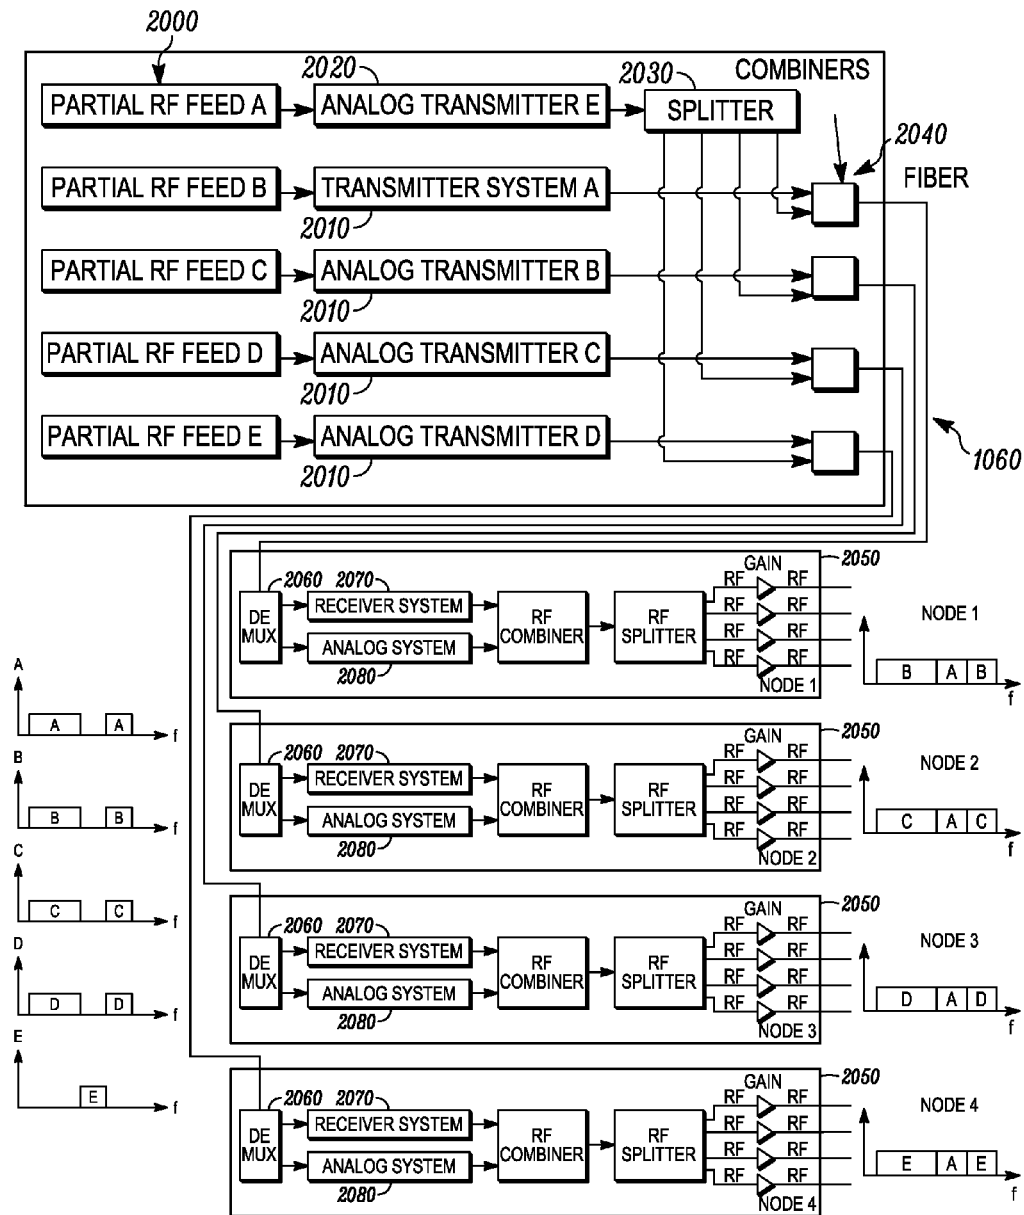 2000
2020
2030
COMBINERS
PARTIAL RF FEED A
ANALOG TRANSMITTER E
SPLITTER
2040
FIBER
PARTIAL RF FEED B
TRANSMITTER SYSTEM A
2010
PARTIAL RF FEED C
ANALOG TRANSMITTER B
2010
PARTIAL RF FEED D
ANALOG TRANSMITTER C
2010
PARTIAL RF FEED E
ANALOG TRANSMITTER D
2010
1060
2060
2070
GAIN
2050
DE MUX
RECEIVER SYSTEM
ANALOG SYSTEM
2080
RF COMBINER
RF SPLITTER
RF RF
RF RF
RF RF
RF RF
NODE 1
NODE 1
B A B
f
2060
2070
GAIN
2050
DE MUX
RECEIVER SYSTEM
ANALOG SYSTEM
2080
RF COMBINER
RF SPLITTER
RF RF
RF RF
RF RF
RF RF
NODE 2
NODE 2
C A C
f
2060
2070
GAIN
2050
DE MUX
RECEIVER SYSTEM
ANALOG SYSTEM
2080
RF COMBINER
RF SPLITTER
RF RF
RF RF
RF RF
RF RF
NODE 3
NODE 3
D A D
f
2060
2070
GAIN
2050
DE MUX
RECEIVER SYSTEM
ANALOG SYSTEM
2080
RF COMBINER
RF SPLITTER
RF RF
RF RF
RF RF
RF RF
NODE 4
NODE 4
E A E
f
A
A A f
B
B B f
C
C C f
D
D D f
E
E f